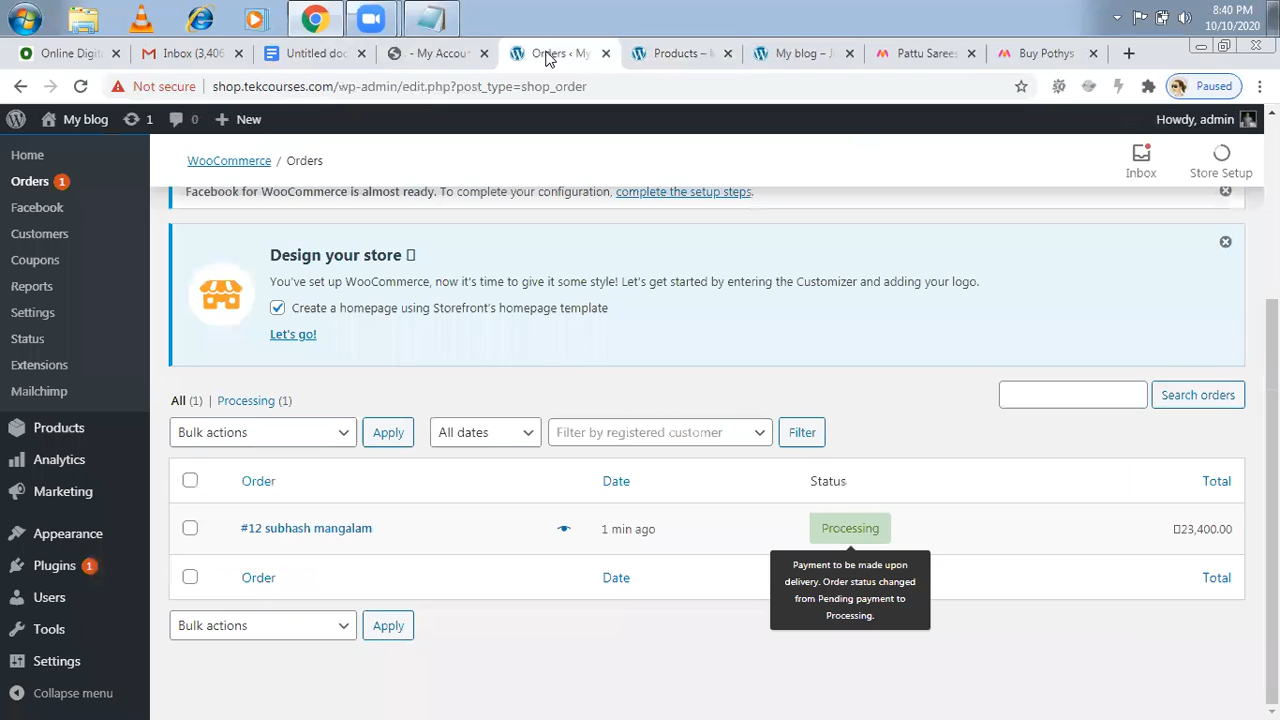 8:40 PM
10/10/2020
Online Digit
Inbox (3,406
Untitled doc
- My Accou
Orders ‹ My
Products – M
My blog – J
Pattu Sarees
Buy Pothys
Not secure
shop.tekcourses.com/wp-admin/edit.php?post_type=shop_order
Paused
My blog 1 0 + New
Howdy, admin
Home
Orders 1
Facebook
Customers
Coupons
Reports
Settings
Status
Extensions
Mailchimp
Products
Analytics
Marketing
Appearance
Plugins 1
Users
Tools
Settings
Collapse menu
WooCommerce / Orders
Inbox
Store Setup
Facebook for WooCommerce is almost ready. To complete your configuration, complete the setup steps.
Design your store
You've set up WooCommerce, now it's time to give it some style! Let's get started by entering the Customizer and adding your logo.
Create a homepage using Storefront's homepage template
Let's go!
All (1) | Processing (1)
Search orders
Bulk actions Apply All dates Filter by registered customer Filter
Order Date Status Total
#12 subhash mangalam 1 min ago Processing 23,400.00
Payment to be made upon
delivery. Order status changed
from Pending payment to
Processing.
Order Date Total
Bulk actions Apply